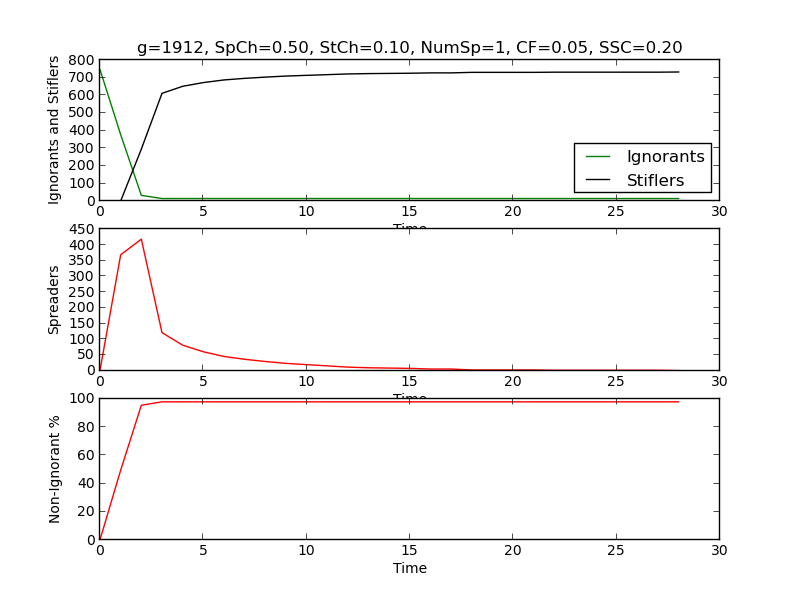 g=1912, SpCh=0.50, StCh=0.10, NumSp=1, CF=0.05, SSC=0.20
Ignorants and Stiflers
800
700
600
500
400
300
200
100
0
Ignorants
Stiflers
0 5 10 15 20 25 30
Time
Spreaders
450
400
350
300
250
200
150
100
50
0
0 5 10 15 20 25 30
Time
Non-Ignorant %
100
80
60
40
20
0
0 5 10 15 20 25 30
Time